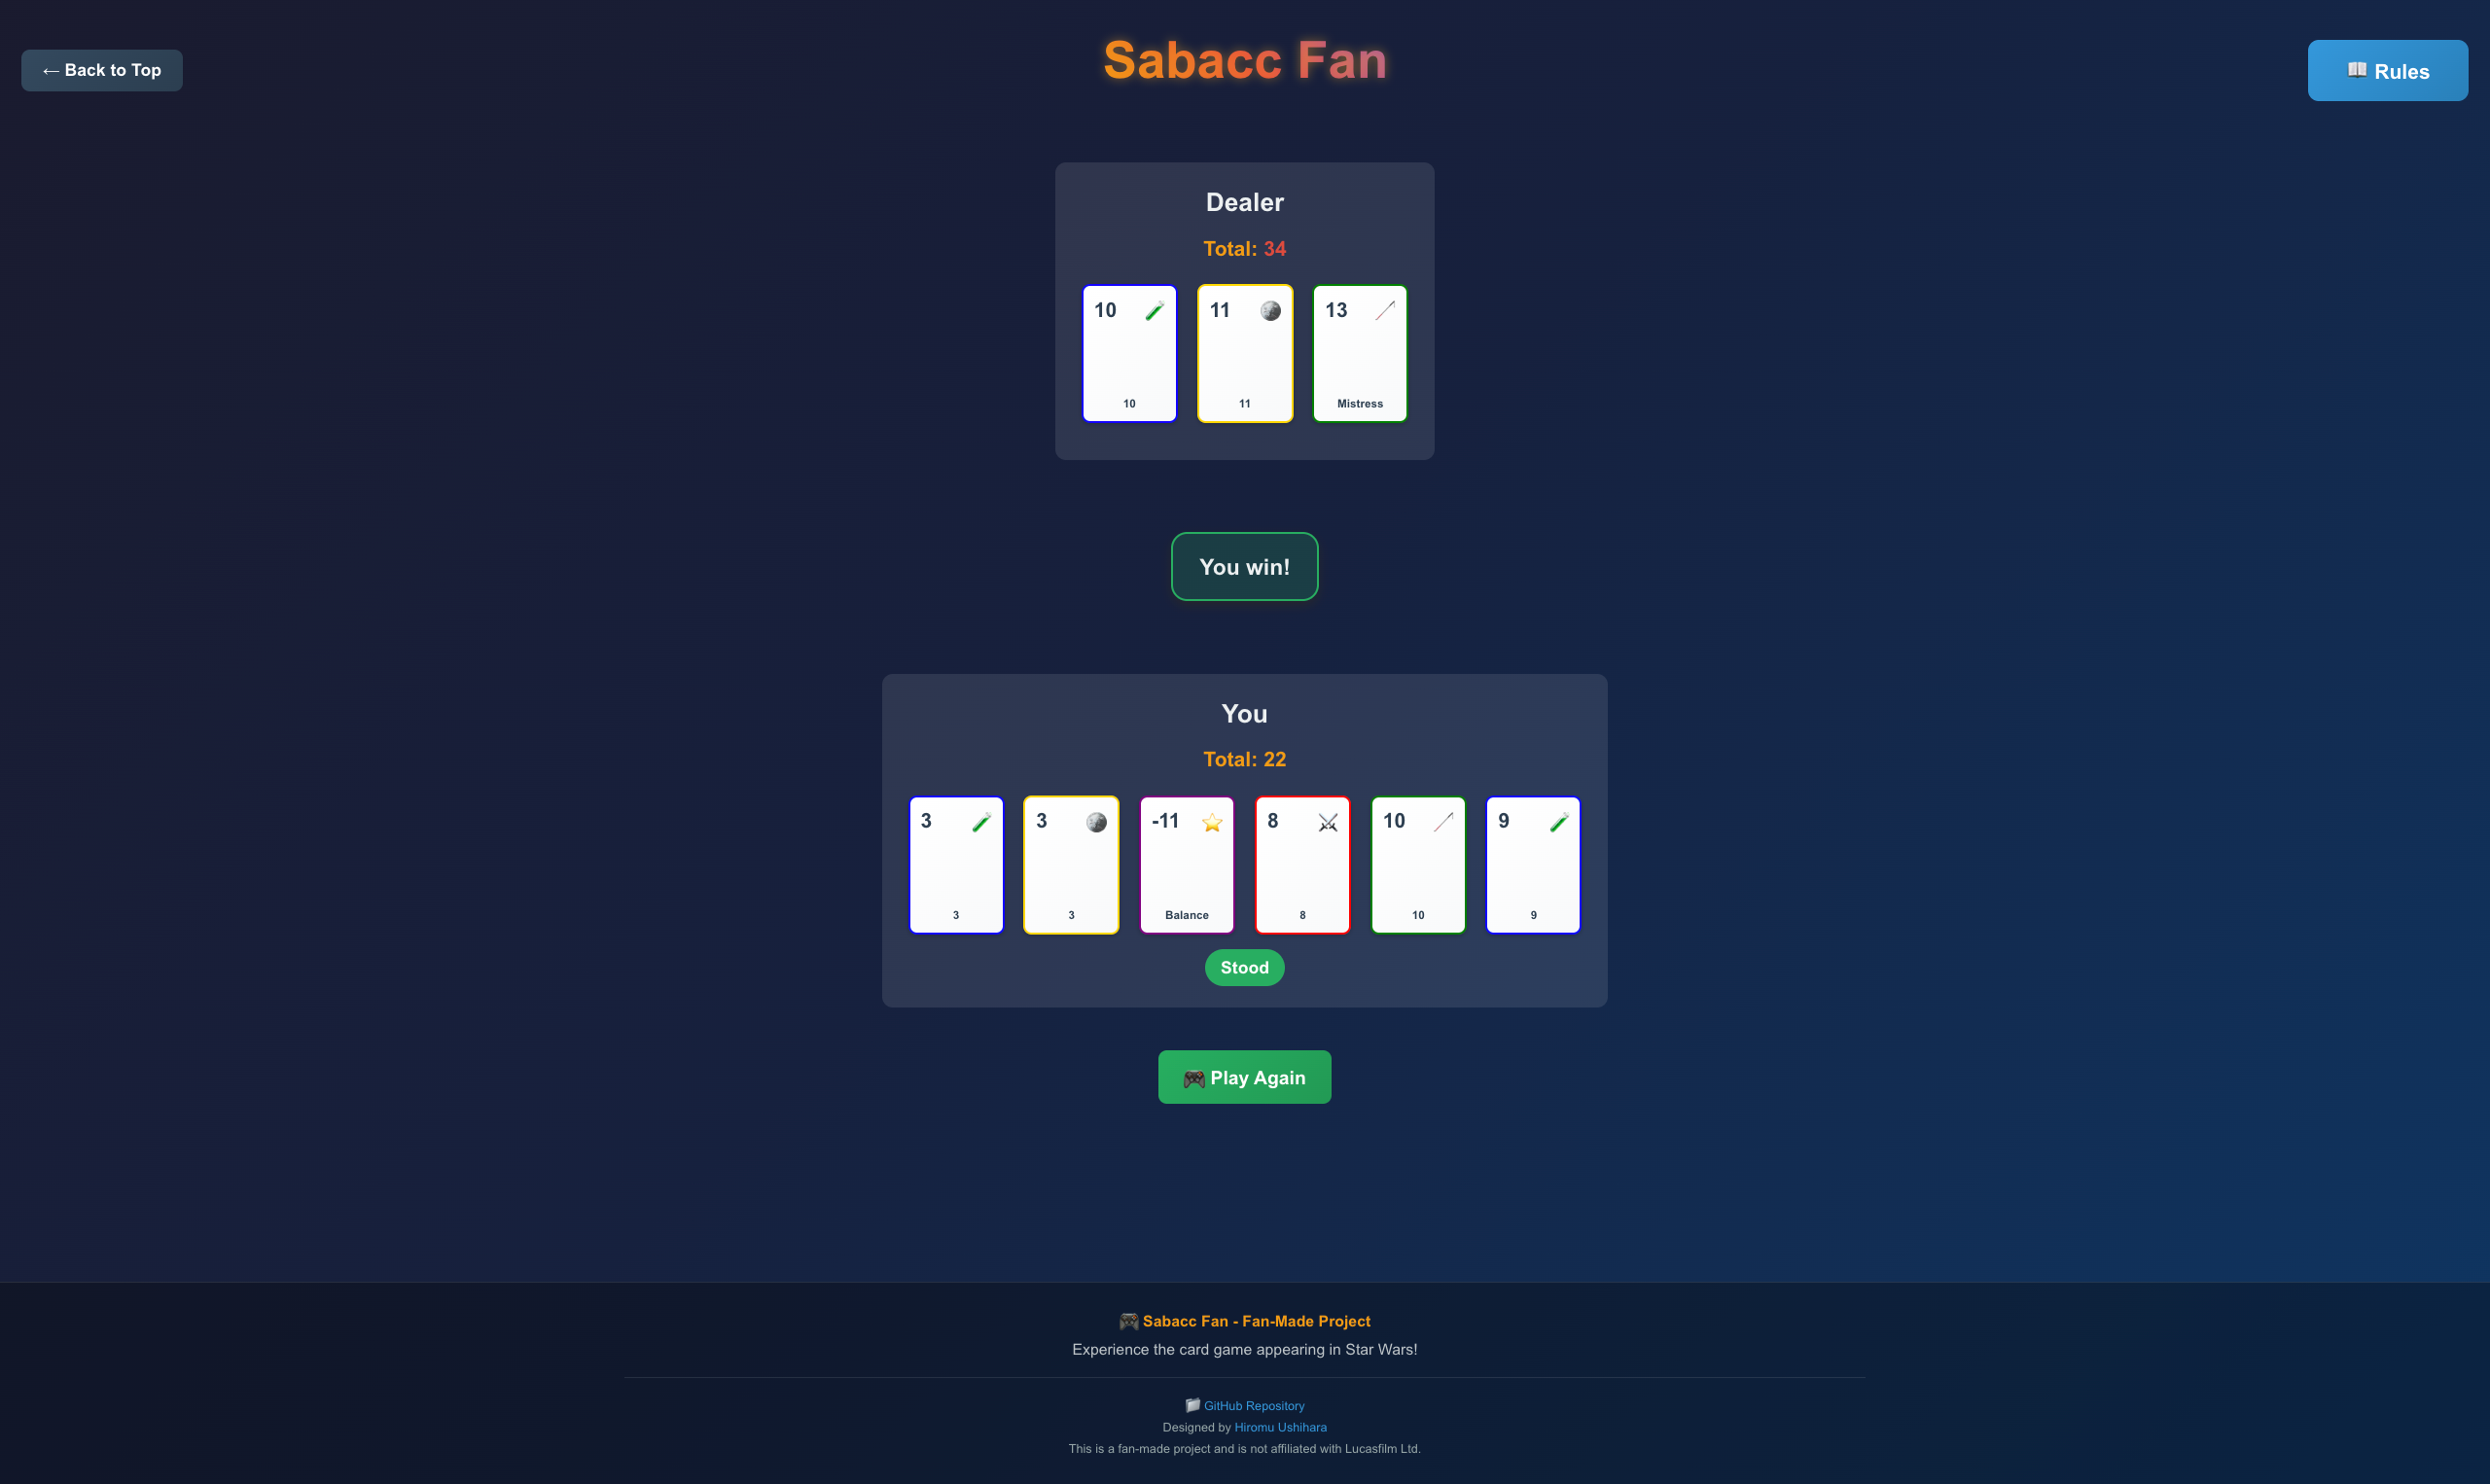 ← Back to Top
Sabacc Fan
📖 Rules
Dealer
Total: 34
10
10
11
11
13
Mistress
You win!
You
Total: 22
3
3
3
3
-11
Balance
8
8
10
10
9
9
Stood
🎮 Play Again
🎮 Sabacc Fan - Fan-Made Project
Experience the card game appearing in Star Wars!
📁 GitHub Repository
Designed by Hiromu Ushihara
This is a fan-made project and is not affiliated with Lucasfilm Ltd.